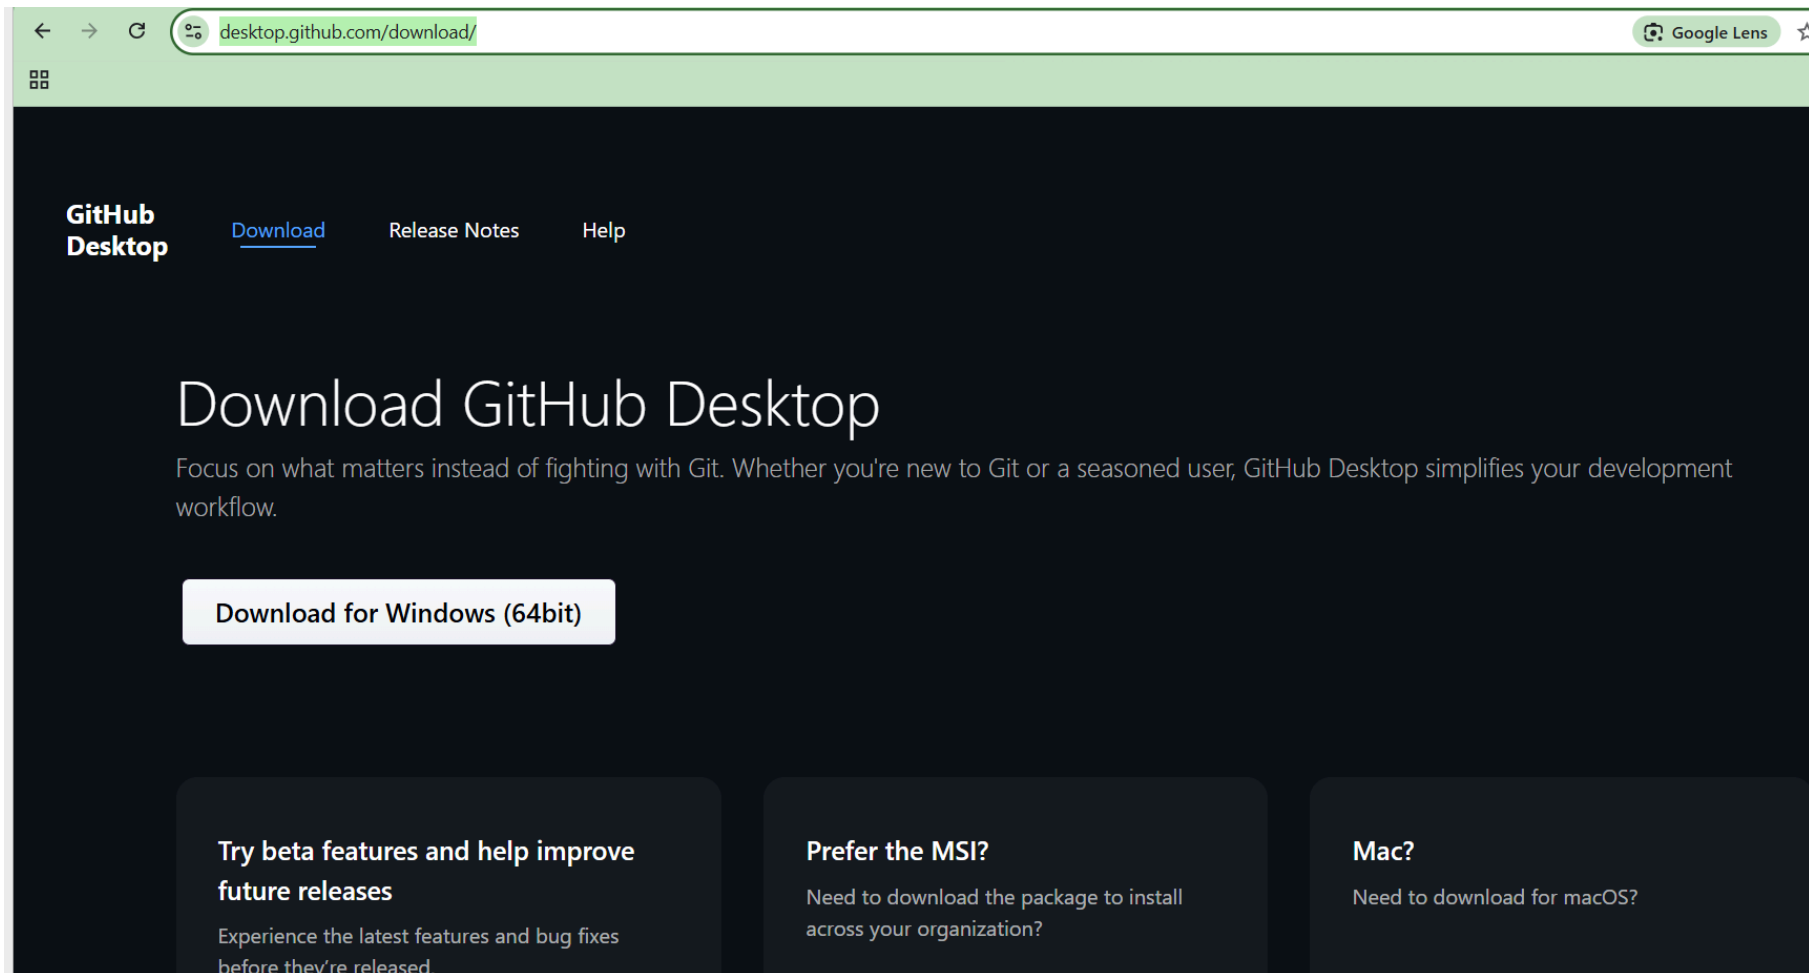 desktop.github.com/download/
Google Lens
GitHub
Desktop
Download
Release Notes
Help
Download GitHub Desktop
Focus on what matters instead of fighting with Git. Whether you're new to Git or a seasoned user, GitHub Desktop simplifies your development
workflow.
Download for Windows (64bit)
Try beta features and help improve
future releases
Experience the latest features and bug fixes
before they're released.
Prefer the MSI?
Need to download the package to install
across your organization?
Mac?
Need to download for macOS?